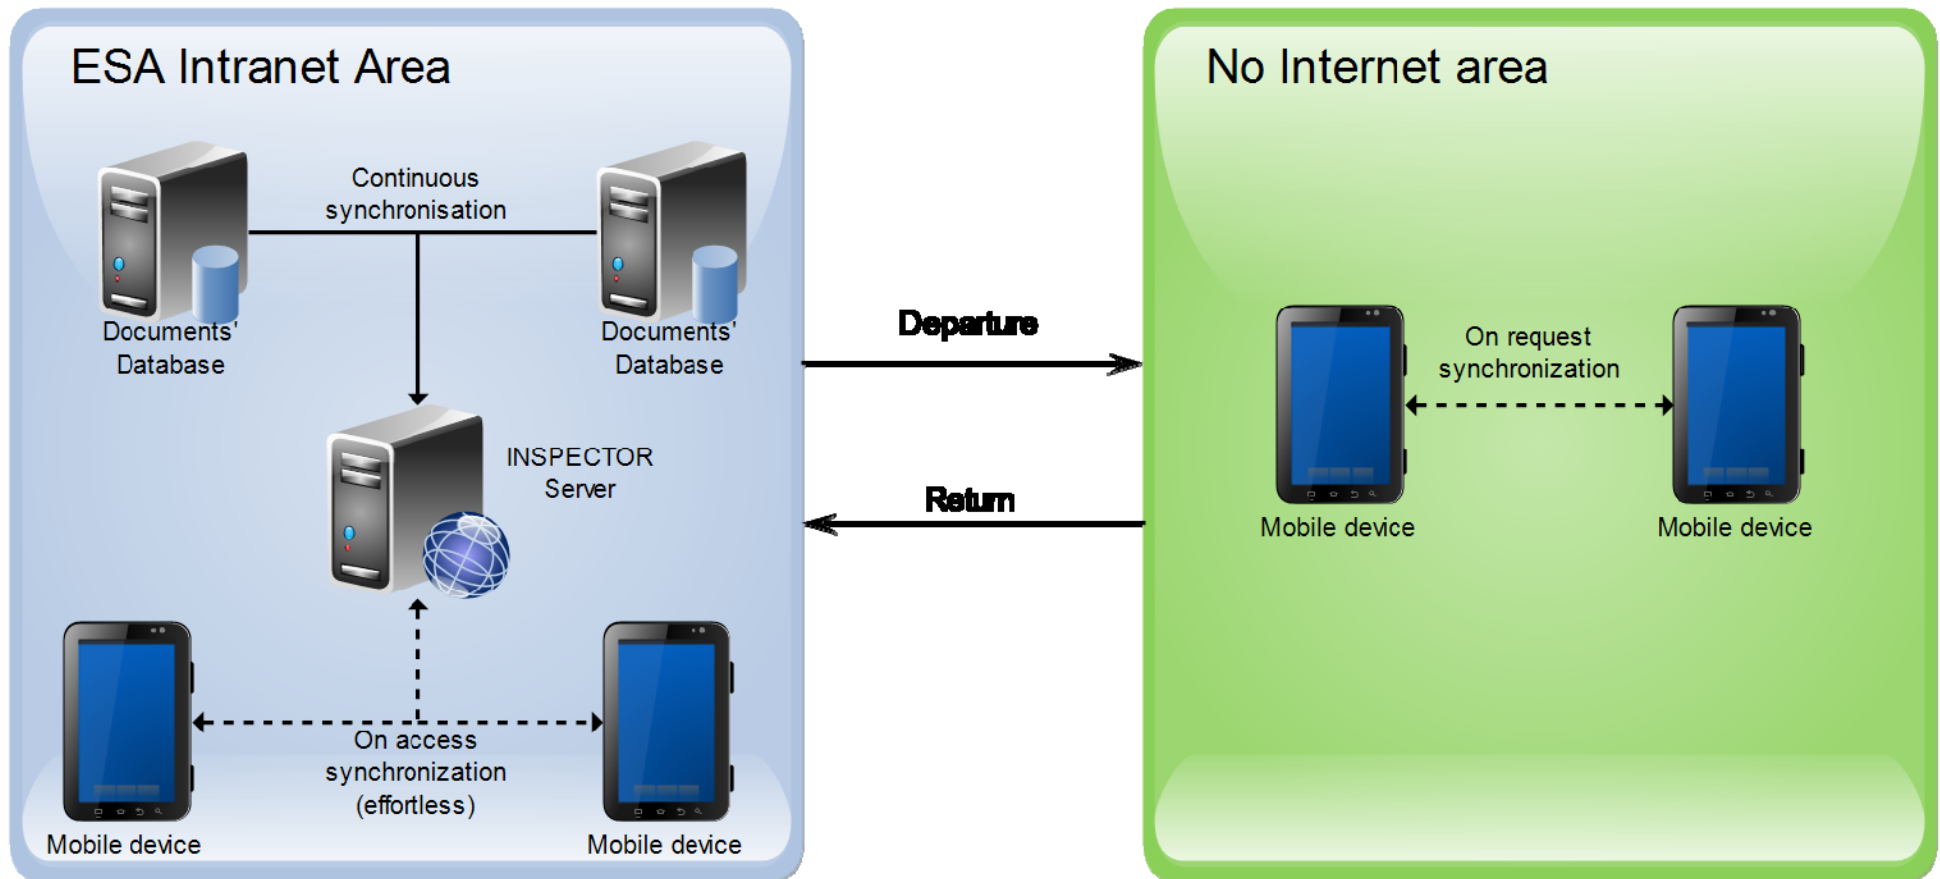 ESA Intranet Area
Continuous
synchronisation
Documents'
Database
Documents'
Database
INSPECTOR
Server
On access
synchronization
(effortless)
Mobile device
Mobile device
Departure
Return
No Internet area
On request
synchronization
Mobile device
Mobile device